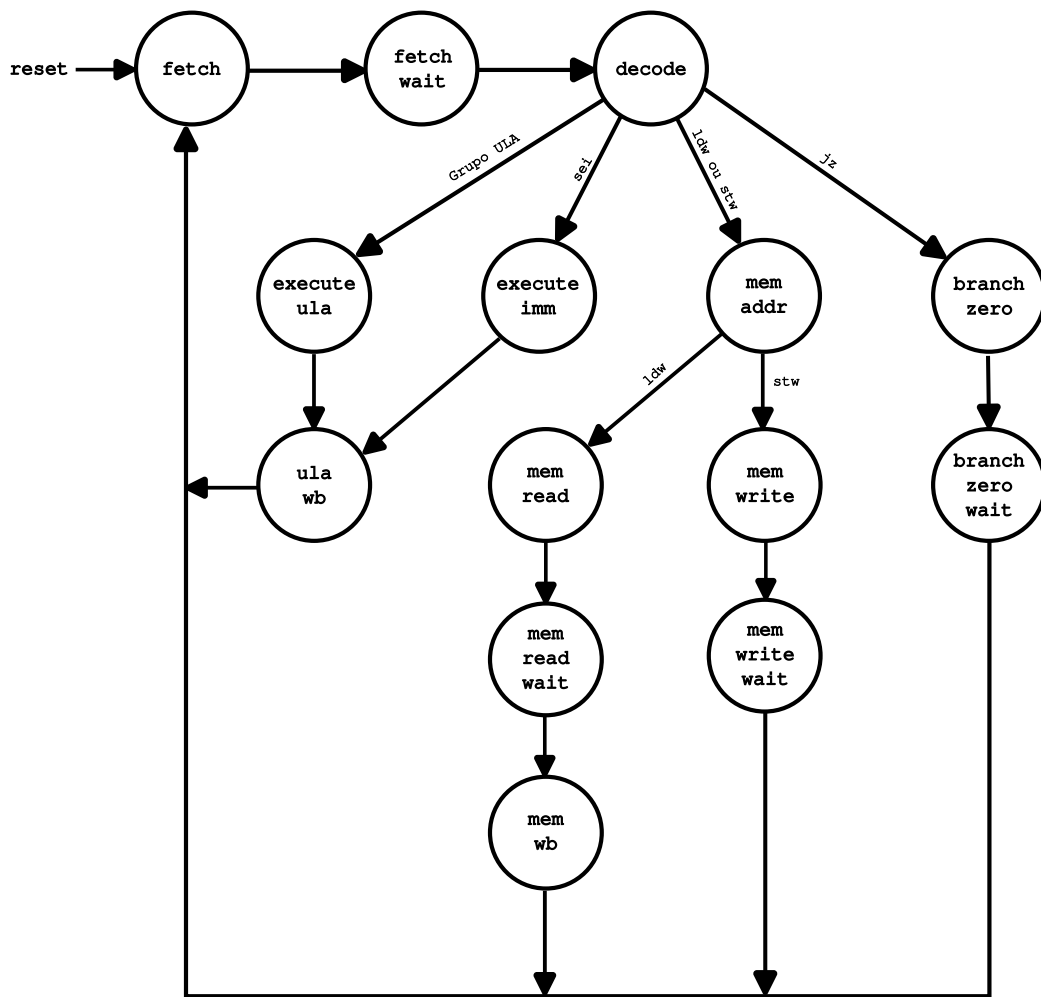 reset
fetch
fetch
wait
decode
Grupo ULA
sei
ldw ou stw
jz
execute
ula
execute
imm
mem
addr
branch
zero
ldw
stw
ula
wb
mem
read
mem
write
branch
zero
wait
mem
read
wait
mem
write
wait
mem
wb